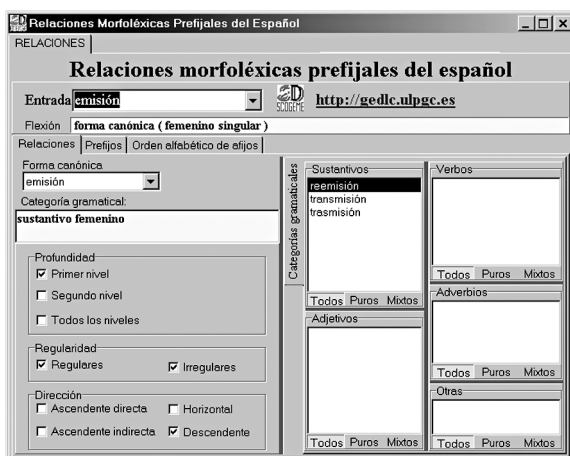 Relaciones Morfoléxicas Prefijales del Español
RELACIONES
Relaciones morfoléxicas prefijales del español
Entrada emisión
SCOGEME
http://gedlc.ulpgc.es
Flexión forma canónica ( femenino singular )
Relaciones Prefijos Orden alfabético de afijos
Forma canónica
emisión
Categoría gramatical:
sustantivo femenino
Profundidad
Primer nivel
Segundo nivel
Todos los niveles
Regularidad
Regulares Irregulares
Dirección
Ascendente directa Horizontal
Ascendente indirecta Descendente
Categorías gramaticales
Sustantivos
reemisión
transmisión
trasmisión
Todos Puros Mixtos
Adjetivos
Todos Puros Mixtos
Verbos
Todos Puros Mixtos
Adverbios
Todos Puros Mixtos
Otras
Todos Puros Mixtos